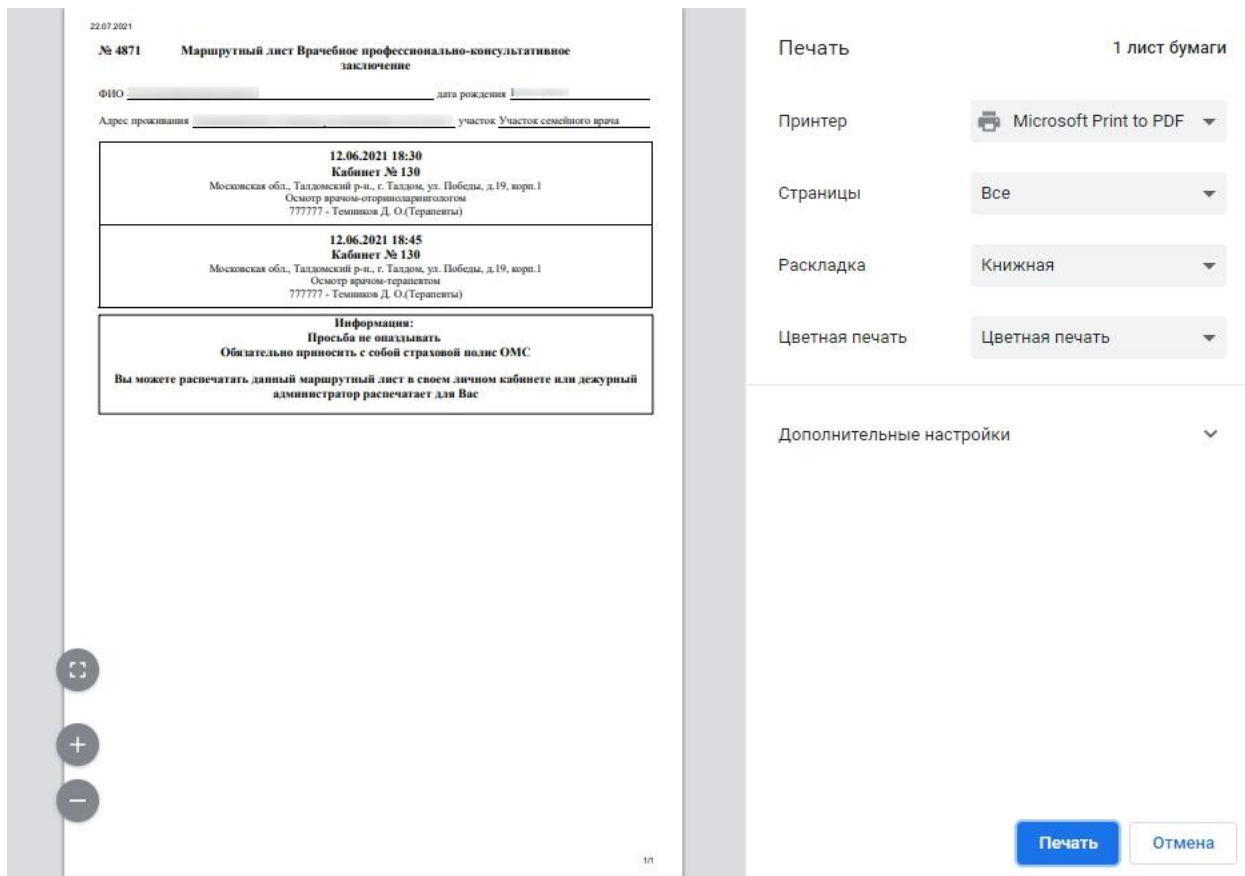 22.07.2021
№ 4871 Маршрутный лист Врачебное профессионально-консультативное
заключение
ФИО дата рождения 1
Адрес проживания участок Участок семейного врача
12.06.2021 18:30
Кабинет № 130
Московская обл., Талдомский р-н., г. Талдом, ул. Победы, д.19, корп.1
Осмотр врачом-оториноларингологом
777777 - Темников Д. О.(Терапевты)
12.06.2021 18:45
Кабинет № 130
Московская обл., Талдомский р-н., г. Талдом, ул. Победы, д.19, корп.1
Осмотр врачом-терапевтом
777777 - Темников Д. О.(Терапевты)
Информация:
Просьба не опаздывать
Обязательно приносить с собой страховой полис ОМС
Вы можете распечатать данный маршрутный лист в своем личном кабинете или дежурный
администратор распечатает для Вас
1/1
Печать 1 лист бумаги
Принтер Microsoft Print to PDF
Страницы Все
Раскладка Книжная
Цветная печать Цветная печать
Дополнительные настройки
Печать Отмена